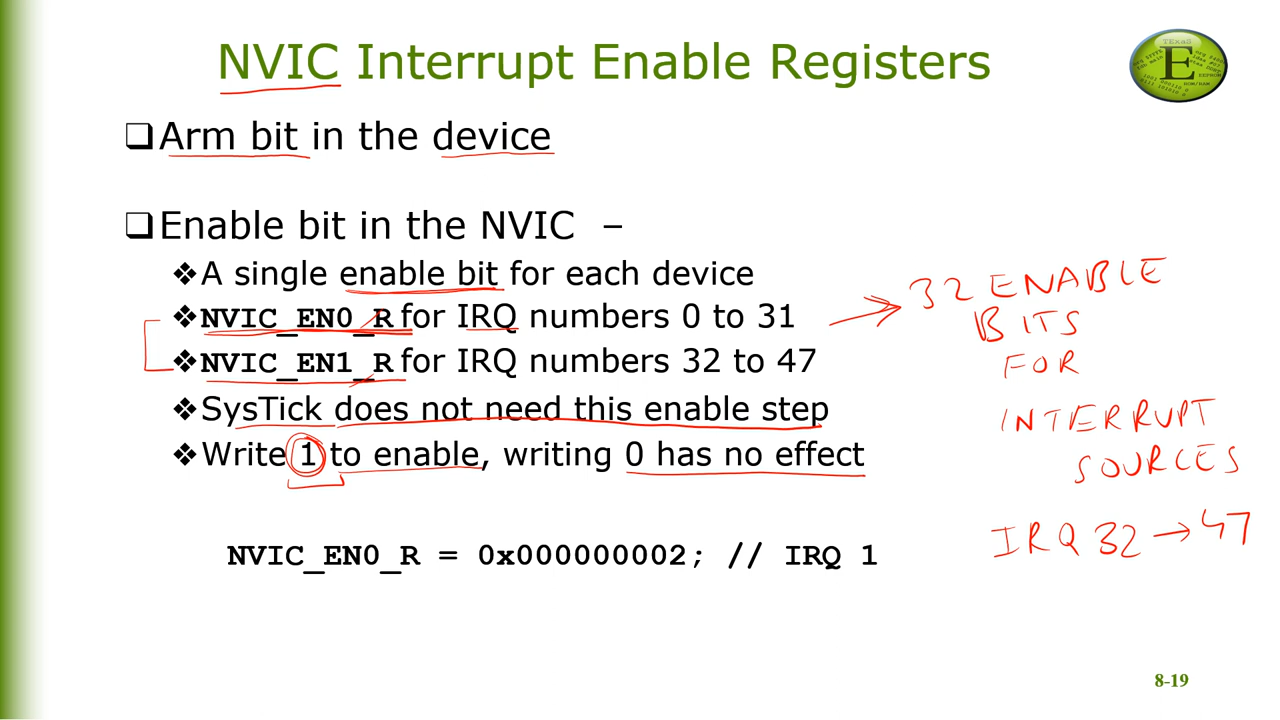 NVIC Interrupt Enable Registers
TExaS
E
❑Arm bit in the device
❑Enable bit in the NVIC –
❖A single enable bit for each device
❖NVIC_EN0_R for IRQ numbers 0 to 31
❖NVIC_EN1_R for IRQ numbers 32 to 47
❖SysTick does not need this enable step
❖Write 1 to enable, writing 0 has no effect
32 ENABLE
BITS
FOR
INTERRUPT
SOURCES
IRQ 32 → 47
NVIC_EN0_R = 0x000000002; // IRQ 1
8-19